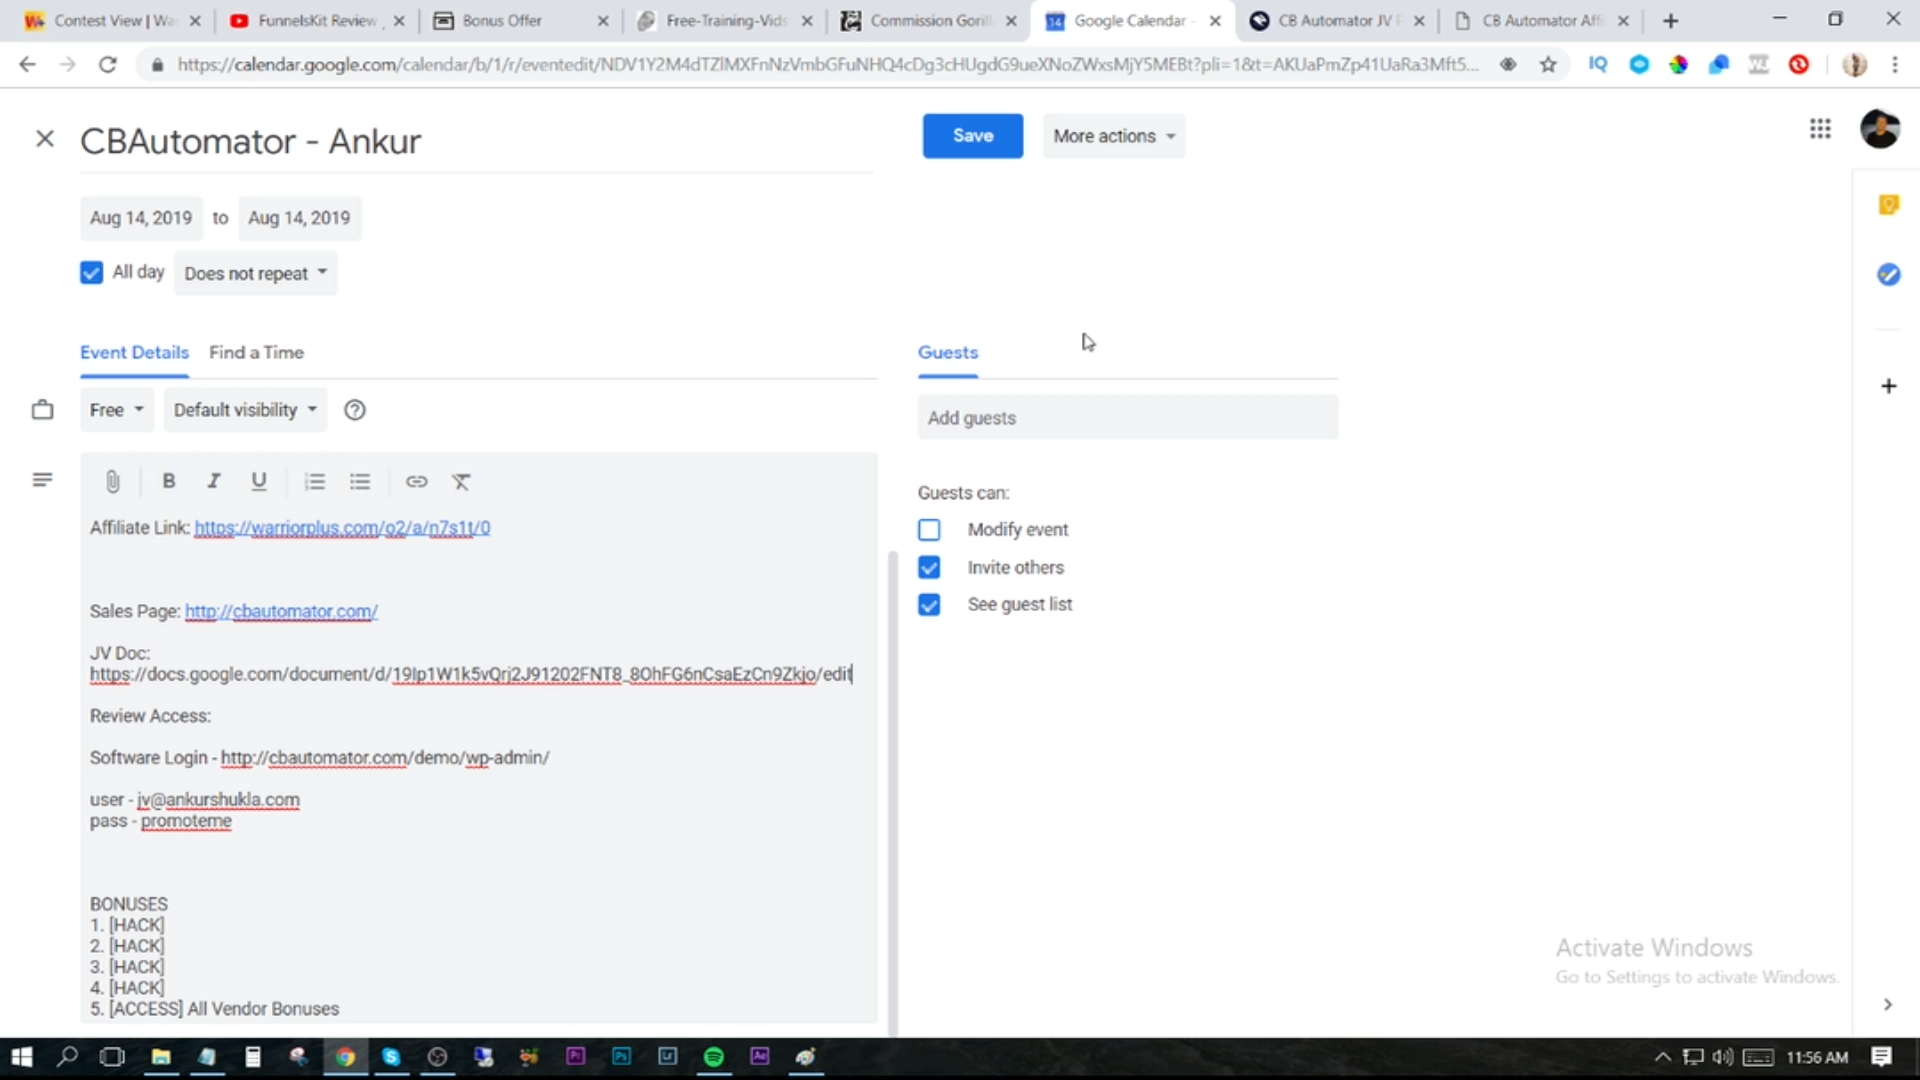 Contest View | Wa
FunnelsKit Review
Bonus Offer
Free-Training-Vids
Commission Goril
Google Calendar -
CB Automator JV P
CB Automator Affi
https://calendar.google.com/calendar/b/1/r/eventedit/NDV1Y2M4dTZlMXFnNzVmbGFuNHQ4cDg3cHUgdG9ueXNoZWxsMjY5MEBt?pli=1&t=AKUaPmZp41UaRa3Mft5...
CBAutomator - Ankur
Save
More actions
Aug 14, 2019 to Aug 14, 2019
All day Does not repeat
Event Details Find a Time
Guests
Free Default visibility
Add guests
Guests can:
Modify event
Invite others
See guest list
Affiliate Link: https://warriorplus.com/o2/a/n7s1t/0
Sales Page: http://cbautomator.com/
JV Doc:
https://docs.google.com/document/d/19Ip1W1k5vQrj2J91202FNT8_8OhFG6nCsaEzCn9Zkjo/edit
Review Access:
Software Login - http://cbautomator.com/demo/wp-admin/
user - jv@ankurshukla.com
pass - promoteme
BONUSES
1. [HACK]
2. [HACK]
3. [HACK]
4. [HACK]
5. [ACCESS] All Vendor Bonuses
Activate Windows
Go to Settings to activate Windows.
11:56 AM